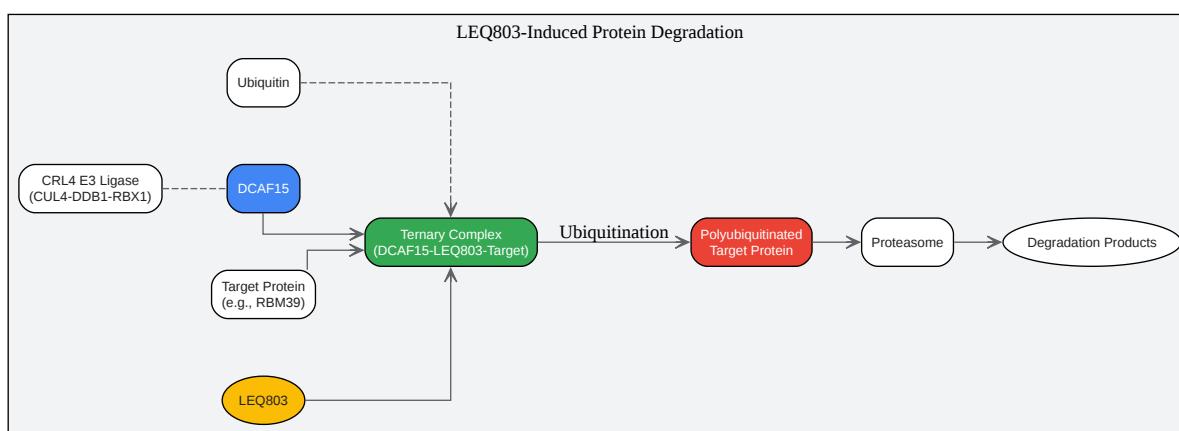 LEQ803-Induced Protein Degradation
Ubiquitin
CRL4 E3 Ligase
(CUL4-DDB1-RBX1)
DCAF15
Ternary Complex
(DCAF15-LEQ803-Target)
Ubiquitination
Polyubiquitinated
Target Protein
Proteasome
Degradation Products
Target Protein
(e.g., RBM39)
LEQ803